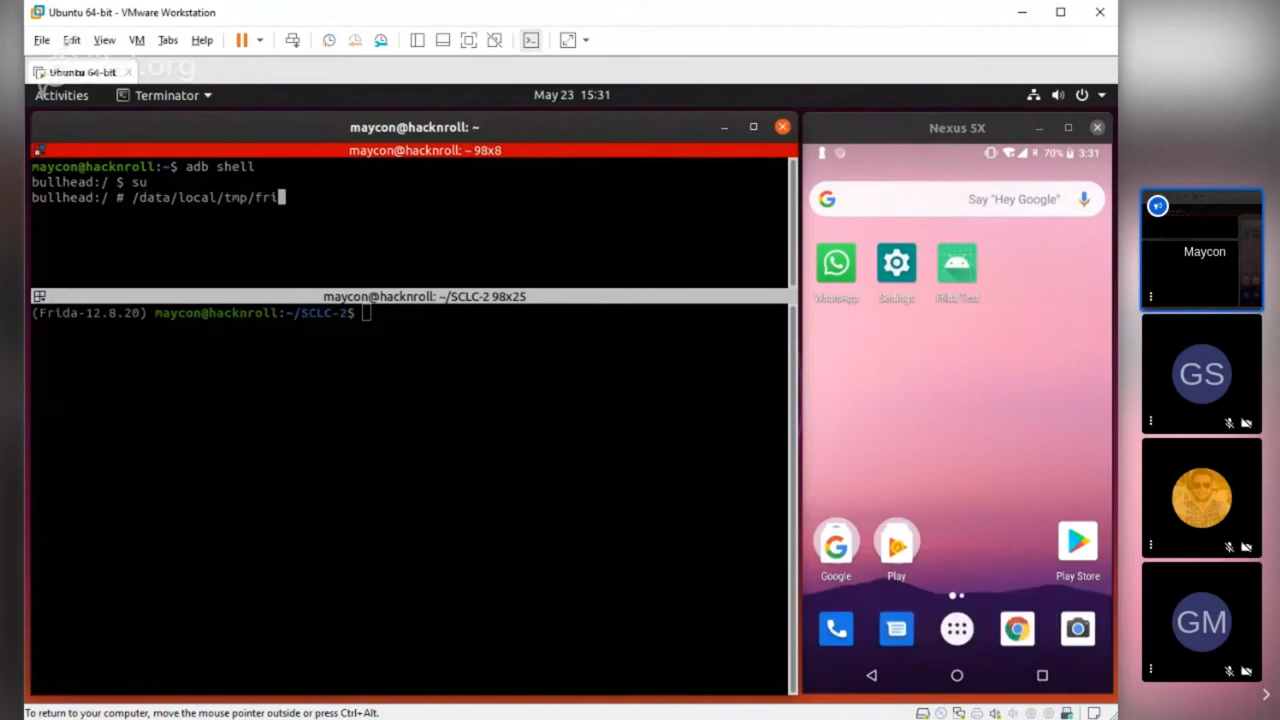 Ubuntu 64-bit - VMware Workstation
File Edit View VM Tabs Help
Ubuntu 64-bit
Activities Terminator May 23 15:31
maycon@hacknroll: ~
maycon@hacknroll: ~ 98x8
maycon@hacknroll:~$ adb shell
bullhead:/ $ su
bullhead:/ # /data/local/tmp/fri
maycon@hacknroll: ~/SCLC-2 98x25
(Frida-12.8.20) maycon@hacknroll:~/SCLC-2$
Nexus 5X
R 70% 3:31
Say "Hey Google"
WhatsApp Settings Frida Test
Google Play Play Store
Maycon
GS
GM
To return to your computer, move the mouse pointer outside or press Ctrl+Alt.